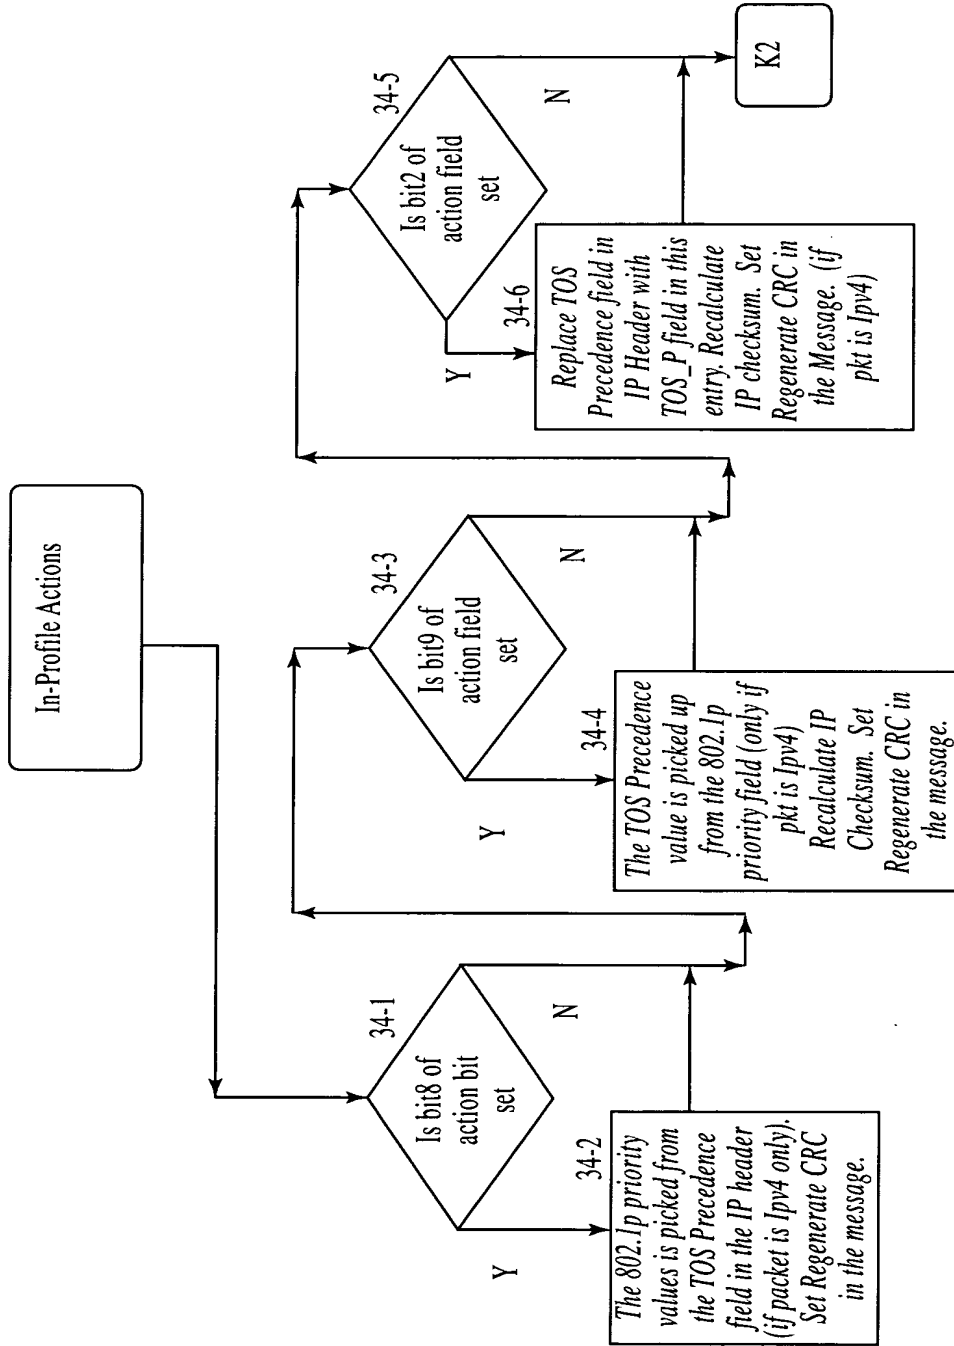 In-Profile Actions
34-1
Is bit8 of
action bit
set
Y
N
34-2
The 802.1p priority
values is picked from
the TOS Precedence
field in the IP header
(if packet is Ipv4 only).
Set Regenerate CRC
in the message.
34-3
Is bit9 of
action field
set
Y
N
34-4
The TOS Precedence
value is picked up
from the 802.1p
priority field (only if
pkt is Ipv4)
Recalculate IP
Checksum. Set
Regenerate CRC in
the message.
34-5
Is bit2 of
action field
set
Y
N
34-6
Replace TOS
Precedence field in
IP Header with
TOS_P field in this
entry. Recalculate
IP checksum. Set
Regenerate CRC in
the Message. (if
pkt is Ipv4)
K2